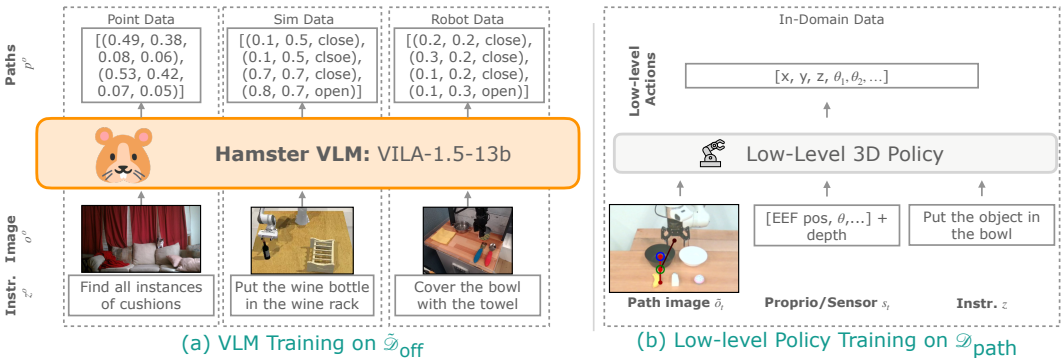 Point Data
Sim Data
Robot Data
Paths
pᵒ
[(0.49, 0.38,
0.08, 0.06),
(0.53, 0.42,
0.07, 0.05)]
[(0.1, 0.5, close),
(0.1, 0.5, clsoe),
(0.7, 0.7, close),
(0.8, 0.7, open)]
[(0.2, 0.2, close),
(0.3, 0.2, close),
(0.1, 0.2, close),
(0.1, 0.3, open)]
Hamster VLM: VILA-1.5-13b
Image
oᵒ
Instr.
zᵒ
Find all instances
of cushions
Put the wine bottle
in the wine rack
Cover the bowl
with the towel
(a) VLM Training on 𝒟̃off
In-Domain Data
Low-level
Actions
[x, y, z, θ₁, θ₂, ...]
Low-Level 3D Policy
[EEF pos, θ,...] +
depth
Put the object in
the bowl
Path image õₜ
Proprio/Sensor sₜ
Instr. z
(b) Low-level Policy Training on 𝒟path